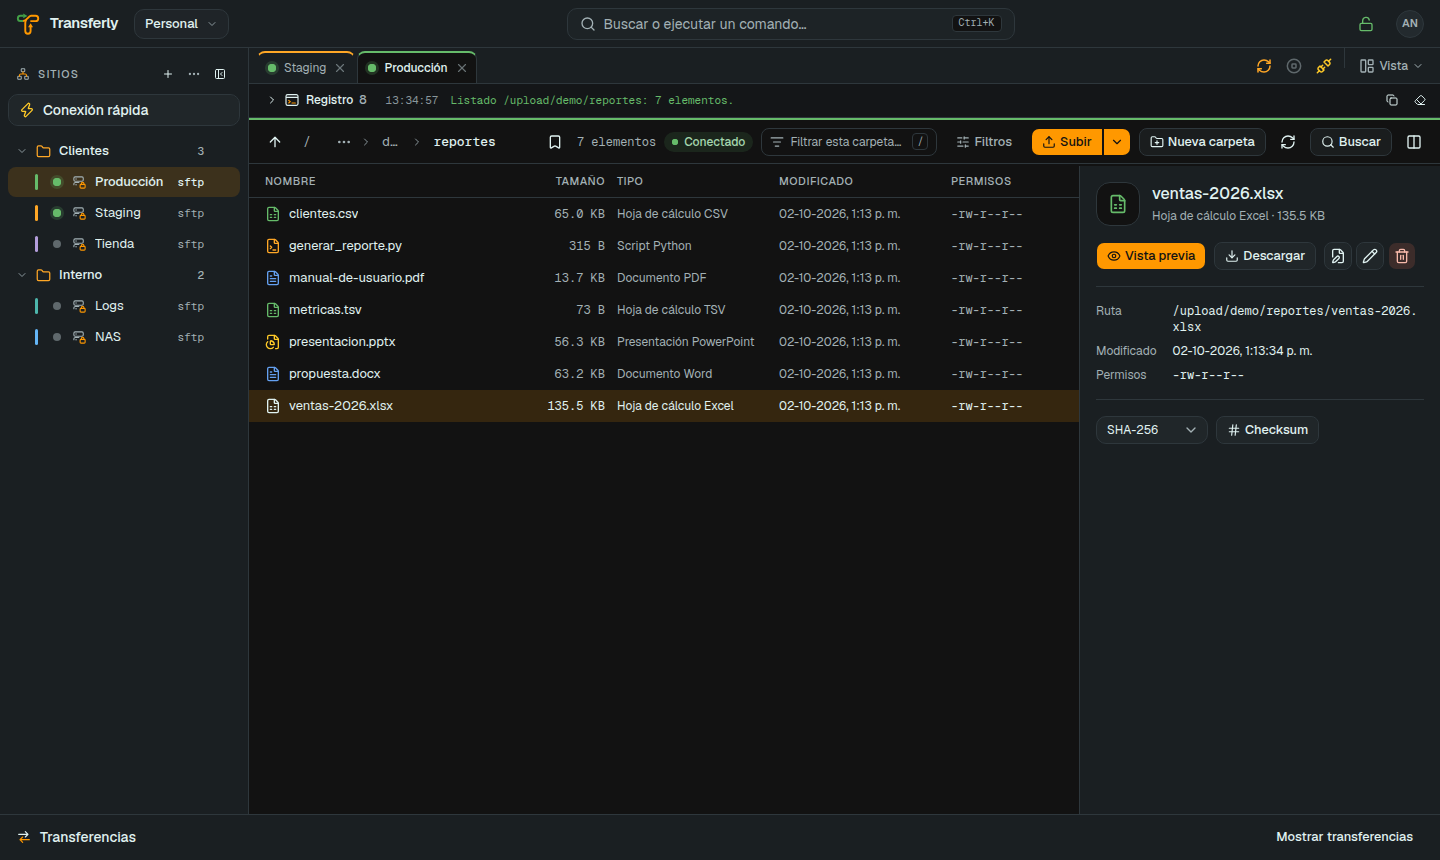 Transferly
Personal
Buscar o ejecutar un comando…
Ctrl+K
AN
SITIOS
Conexión rápida
Clientes 3
Producción sftp
Staging sftp
Tienda sftp
Interno 2
Logs sftp
NAS sftp
Staging
Producción
Vista
Registro 8 13:34:57 Listado /upload/demo/reportes: 7 elementos.
/ ··· d… reportes
7 elementos
Conectado
Filtrar esta carpeta… /
Filtros
Subir
Nueva carpeta
Buscar
NOMBRE TAMAÑO TIPO MODIFICADO PERMISOS
clientes.csv 65.0 KB Hoja de cálculo CSV 02-10-2026, 1:13 p. m. -rw-r--r--
generar_reporte.py 315 B Script Python 02-10-2026, 1:13 p. m. -rw-r--r--
manual-de-usuario.pdf 13.7 KB Documento PDF 02-10-2026, 1:13 p. m. -rw-r--r--
metricas.tsv 73 B Hoja de cálculo TSV 02-10-2026, 1:13 p. m. -rw-r--r--
presentacion.pptx 56.3 KB Presentación PowerPoint 02-10-2026, 1:13 p. m. -rw-r--r--
propuesta.docx 63.2 KB Documento Word 02-10-2026, 1:13 p. m. -rw-r--r--
ventas-2026.xlsx 135.5 KB Hoja de cálculo Excel 02-10-2026, 1:13 p. m. -rw-r--r--
ventas-2026.xlsx
Hoja de cálculo Excel · 135.5 KB
Vista previa
Descargar
Ruta /upload/demo/reportes/ventas-2026.
xlsx
Modificado 02-10-2026, 1:13:34 p. m.
Permisos -rw-r--r--
SHA-256
Checksum
Transferencias
Mostrar transferencias